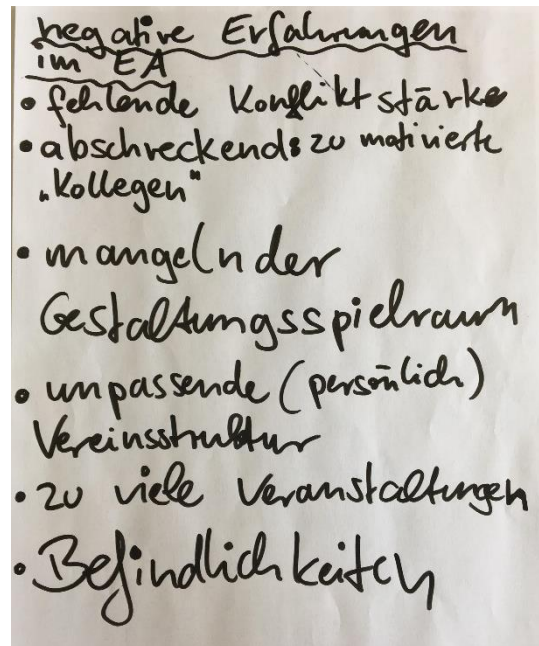 negative Erfahrungen
im EA
• fehlende Konfliktstärke
• abschreckend: zu motivierte
„Kollegen"
• mangelnder
Gestaltungsspielraum
• unpassende (persönlich)
Vereinsstruktur
• zu viele Veranstaltungen
• Befindlichkeiten